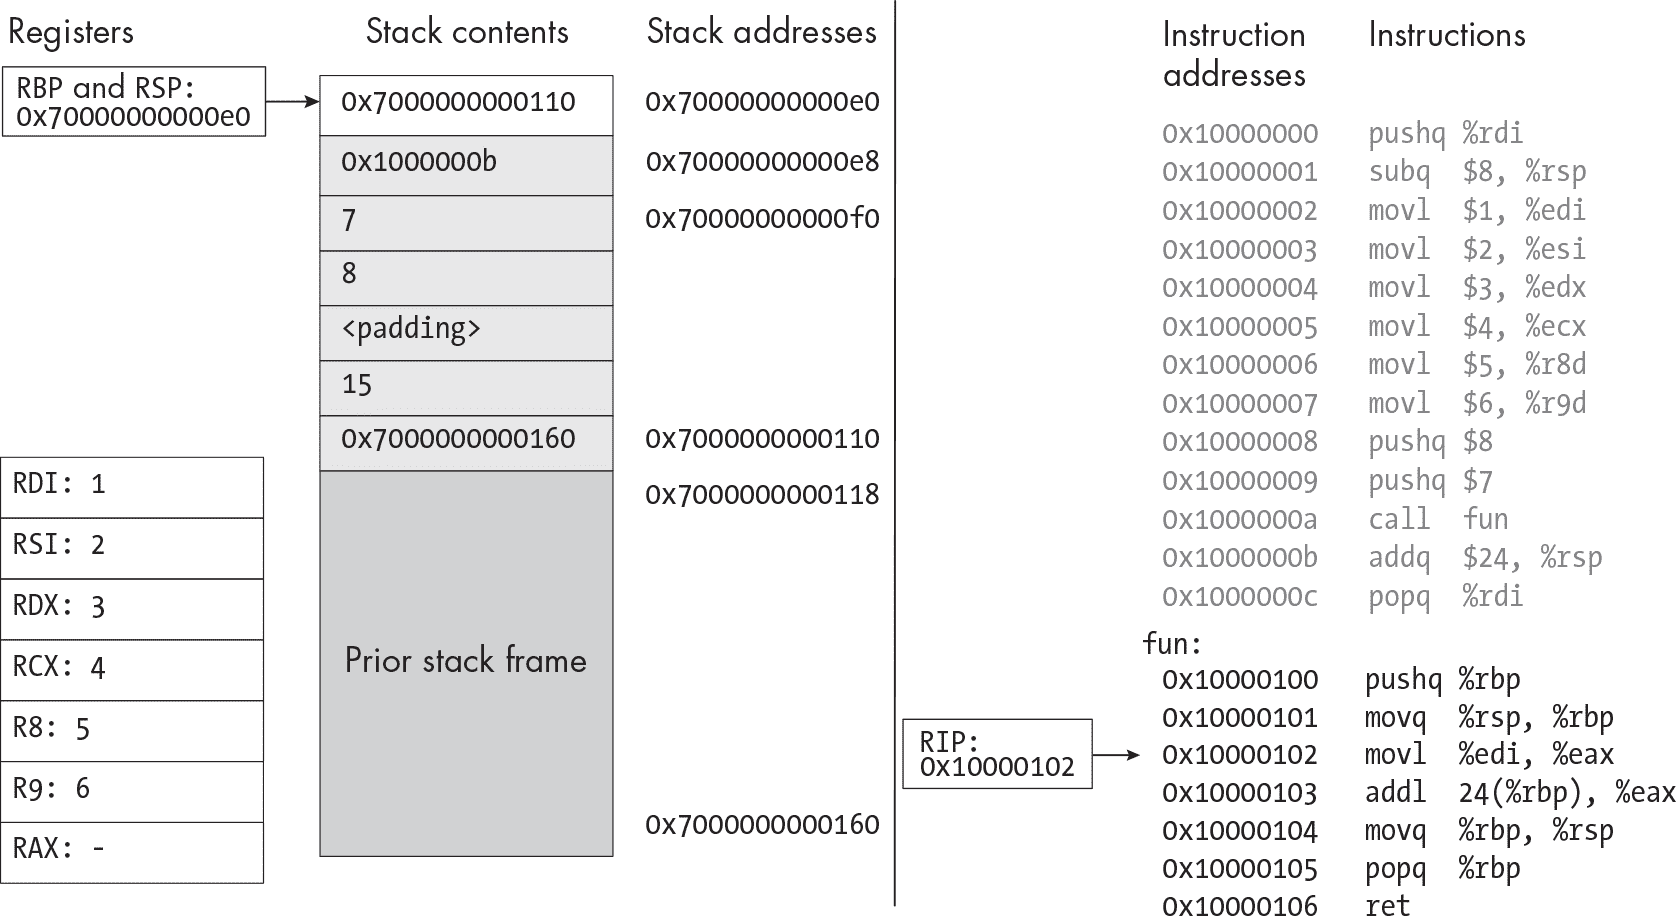 Registers
RBP and RSP:
0x70000000000e0
RDI: 1
RSI: 2
RDX: 3
RCX: 4
R8: 5
R9: 6
RAX: -
Stack contents
0x7000000000110
0x1000000b
7
8
<padding>
15
0x7000000000160
Prior stack frame
Stack addresses
0x70000000000e0
0x70000000000e8
0x70000000000f0
0x7000000000110
0x7000000000118
0x7000000000160
Instruction addresses Instructions
0x10000000 pushq %rdi
0x10000001 subq $8, %rsp
0x10000002 movl $1, %edi
0x10000003 movl $2, %esi
0x10000004 movl $3, %edx
0x10000005 movl $4, %ecx
0x10000006 movl $5, %r8d
0x10000007 movl $6, %r9d
0x10000008 pushq $8
0x10000009 pushq $7
0x1000000a call fun
0x1000000b addq $24, %rsp
0x1000000c popq %rdi
fun:
0x10000100 pushq %rbp
0x10000101 movq %rsp, %rbp
RIP:
0x10000102
0x10000102 movl %edi, %eax
0x10000103 addl 24(%rbp), %eax
0x10000104 movq %rbp, %rsp
0x10000105 popq %rbp
0x10000106 ret